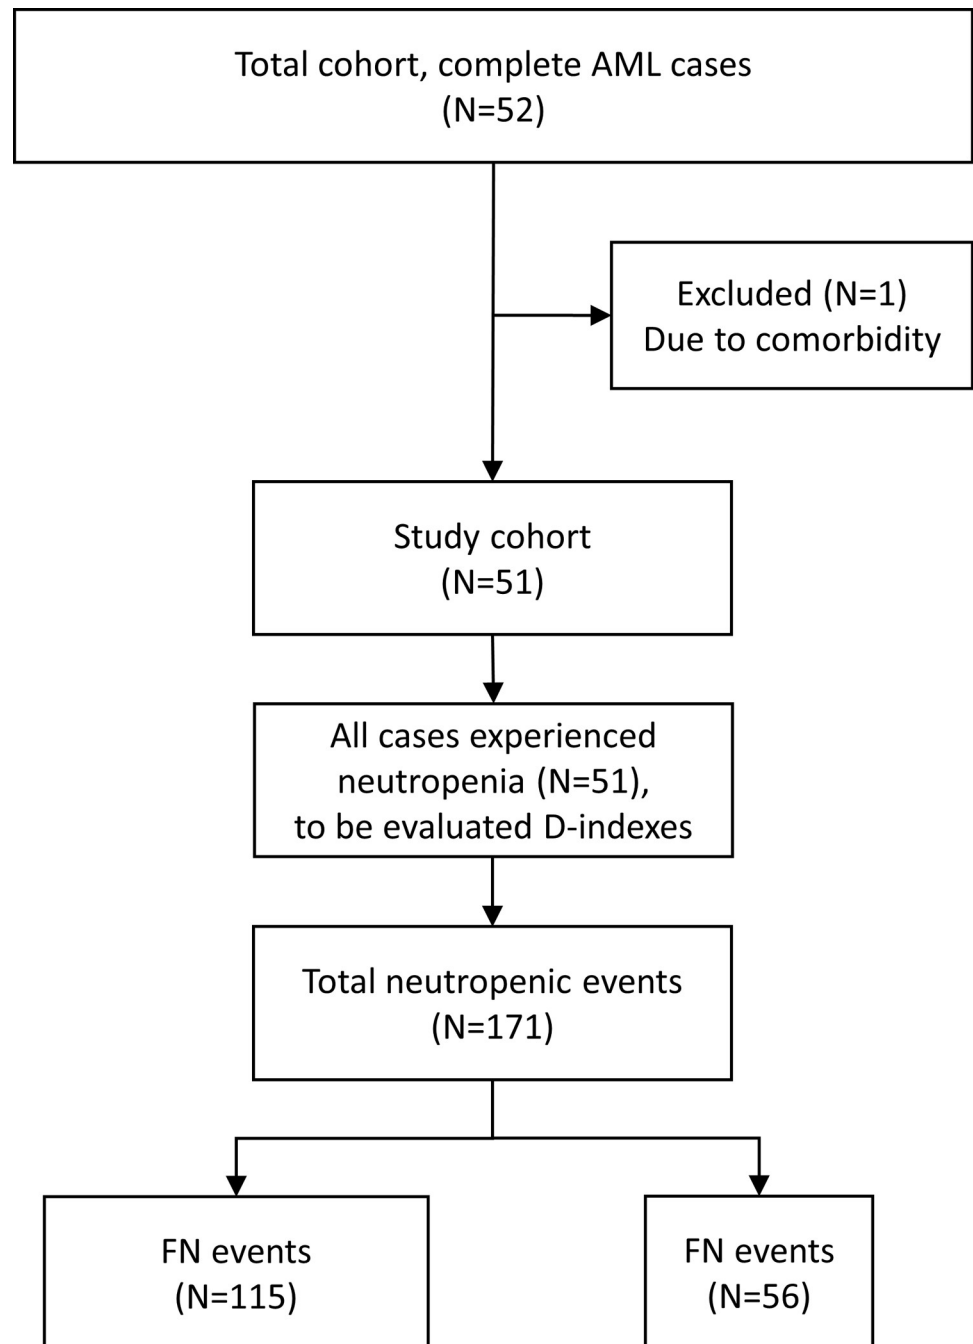 Total cohort, complete AML cases
(N=52)
Excluded (N=1)
Due to comorbidity
Study cohort
(N=51)
All cases experienced
neutropenia (N=51),
to be evaluated D-indexes
Total neutropenic events
(N=171)
FN events
(N=115)
FN events
(N=56)